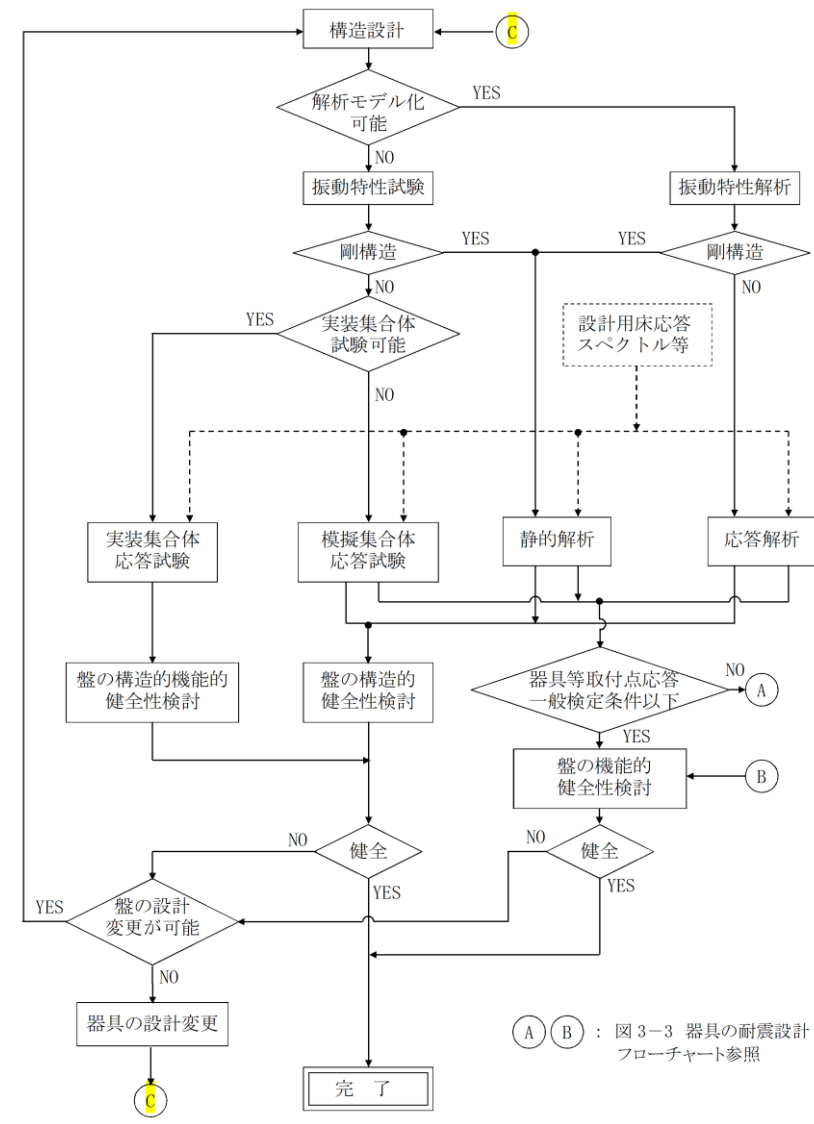 構造設計
C
解析モデル化
可能
YES
NO
振動特性試験
振動特性解析
剛構造
YES
YES
剛構造
NO
NO
YES
実装集合体
試験可能
設計用床応答
スペクトル等
NO
実装集合体
応答試験
模擬集合体
応答試験
静的解析
応答解析
盤の構造的機能的
健全性検討
盤の構造的
健全性検討
器具等取付点応答
一般検定条件以下
NO
A
YES
盤の機能的
健全性検討
B
NO
健全
YES
NO
健全
YES
YES
盤の設計
変更が可能
NO
器具の設計変更
C
完 了
A B : 図3-3 器具の耐震設計
フローチャート参照